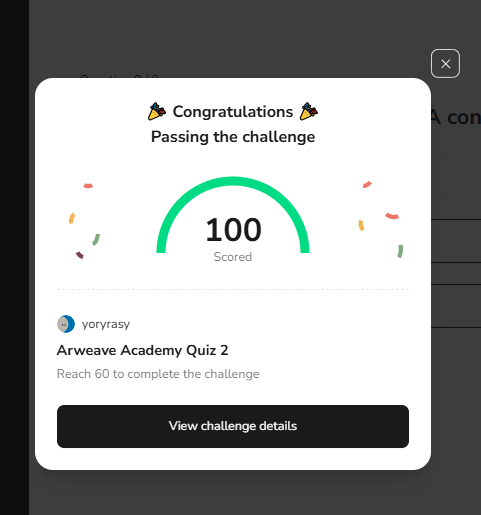 A con
Congratulations
Passing the challenge
100
Scored
yoryrasy
Arweave Academy Quiz 2
Reach 60 to complete the challenge
View challenge details